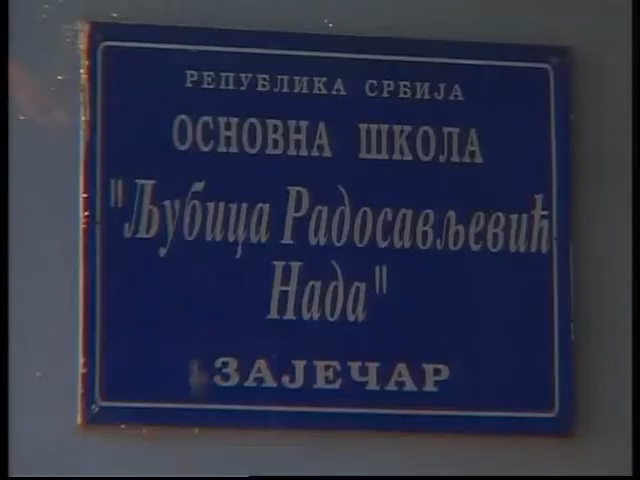 РЕПУБЛИКА СРБИЈА
ОСНОВНА ШКОЛА
"Љубица Радосављевић
Нада"
ЗАЈЕЧАР